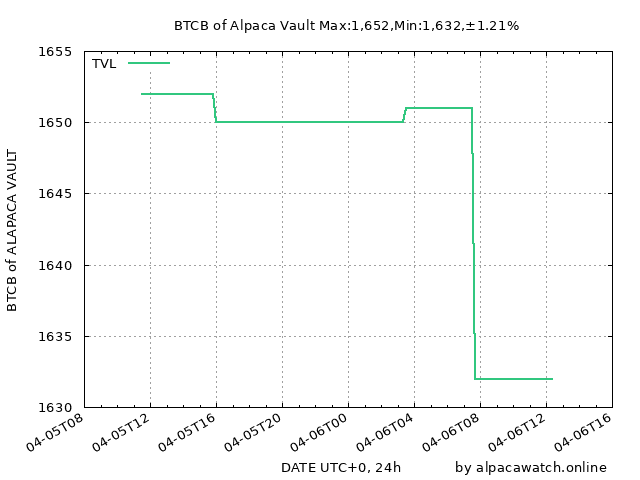 BTCB of Alpaca Vault Max:1,652,Min:1,632,±1.21%
TVL
BTCB of ALAPACA VAULT
1655
1650
1645
1640
1635
1630
04-05T08 04-05T12 04-05T16 04-05T20 04-06T00 04-06T04 04-06T08 04-06T12 04-06T16
DATE UTC+0, 24h by alpacawatch.online